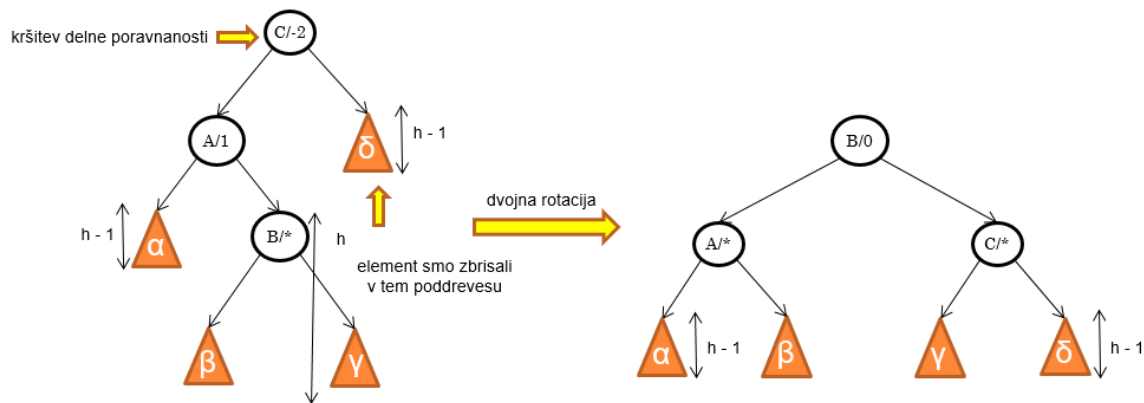 C/-2
kršitev delne poravnanosti
A/1
δ
h - 1
B/0
dvojna rotacija
h - 1
α
B/*
h
A/*
C/*
element smo zbrisali
v tem poddrevesu
β
γ
α
h - 1
β
γ
δ
h - 1